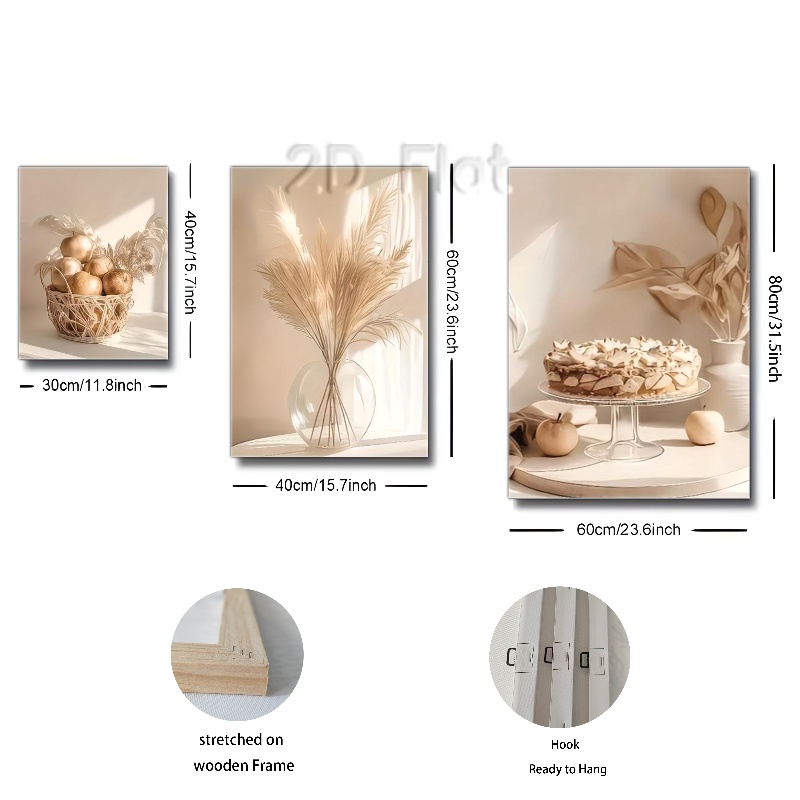 2D Flat
40cm/15.7inch
30cm/11.8inch
60cm/23.6inch
40cm/15.7inch
80cm/31.5inch
60cm/23.6inch
stretched on
wooden Frame
Hook
Ready to Hang